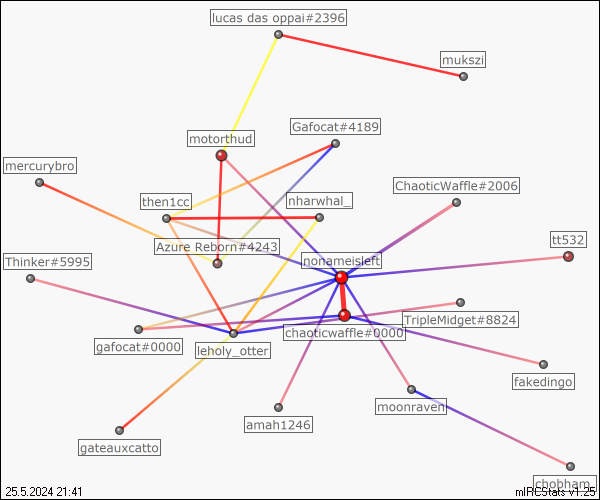 lucas das oppai#2396
mukszi
Gafocat#4189
motorthud
mercurybro
ChaoticWaffle#2006
then1cc
nharwhal_
Azure Reborn#4243
tt532
Thinker#5995
nonameisleft
TripleMidget#8824
chaoticwaffle#0000
gafocat#0000
leholy_otter
fakedingo
moonraven
amah1246
gateauxcatto
chobham_
25.5.2024 21:41
mIRCStats v1.25